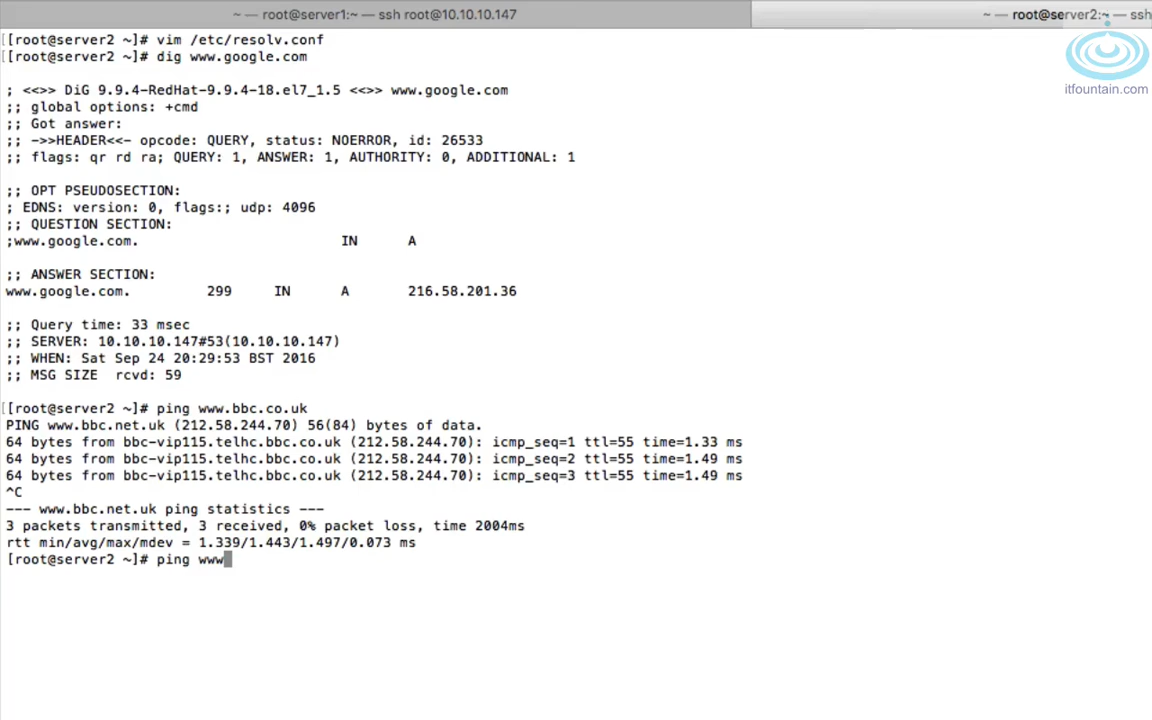 ~ — root@server1:~ — ssh root@10.10.10.147
~ — root@server2:~ — ssh
itfountain.com
[[root@server2 ~]# vim /etc/resolv.conf
[[root@server2 ~]# dig www.google.com
; <<>> DiG 9.9.4-RedHat-9.9.4-18.el7_1.5 <<>> www.google.com
;; global options: +cmd
;; Got answer:
;; ->>HEADER<<- opcode: QUERY, status: NOERROR, id: 26533
;; flags: qr rd ra; QUERY: 1, ANSWER: 1, AUTHORITY: 0, ADDITIONAL: 1
;; OPT PSEUDOSECTION:
; EDNS: version: 0, flags:; udp: 4096
;; QUESTION SECTION:
;www.google.com. IN A
;; ANSWER SECTION:
www.google.com. 299 IN A 216.58.201.36
;; Query time: 33 msec
;; SERVER: 10.10.10.147#53(10.10.10.147)
;; WHEN: Sat Sep 24 20:29:53 BST 2016
;; MSG SIZE rcvd: 59
[[root@server2 ~]# ping www.bbc.co.uk
PING www.bbc.net.uk (212.58.244.70) 56(84) bytes of data.
64 bytes from bbc-vip115.telhc.bbc.co.uk (212.58.244.70): icmp_seq=1 ttl=55 time=1.33 ms
64 bytes from bbc-vip115.telhc.bbc.co.uk (212.58.244.70): icmp_seq=2 ttl=55 time=1.49 ms
64 bytes from bbc-vip115.telhc.bbc.co.uk (212.58.244.70): icmp_seq=3 ttl=55 time=1.49 ms
^C
--- www.bbc.net.uk ping statistics ---
3 packets transmitted, 3 received, 0% packet loss, time 2004ms
rtt min/avg/max/mdev = 1.339/1.443/1.497/0.073 ms
[root@server2 ~]# ping www